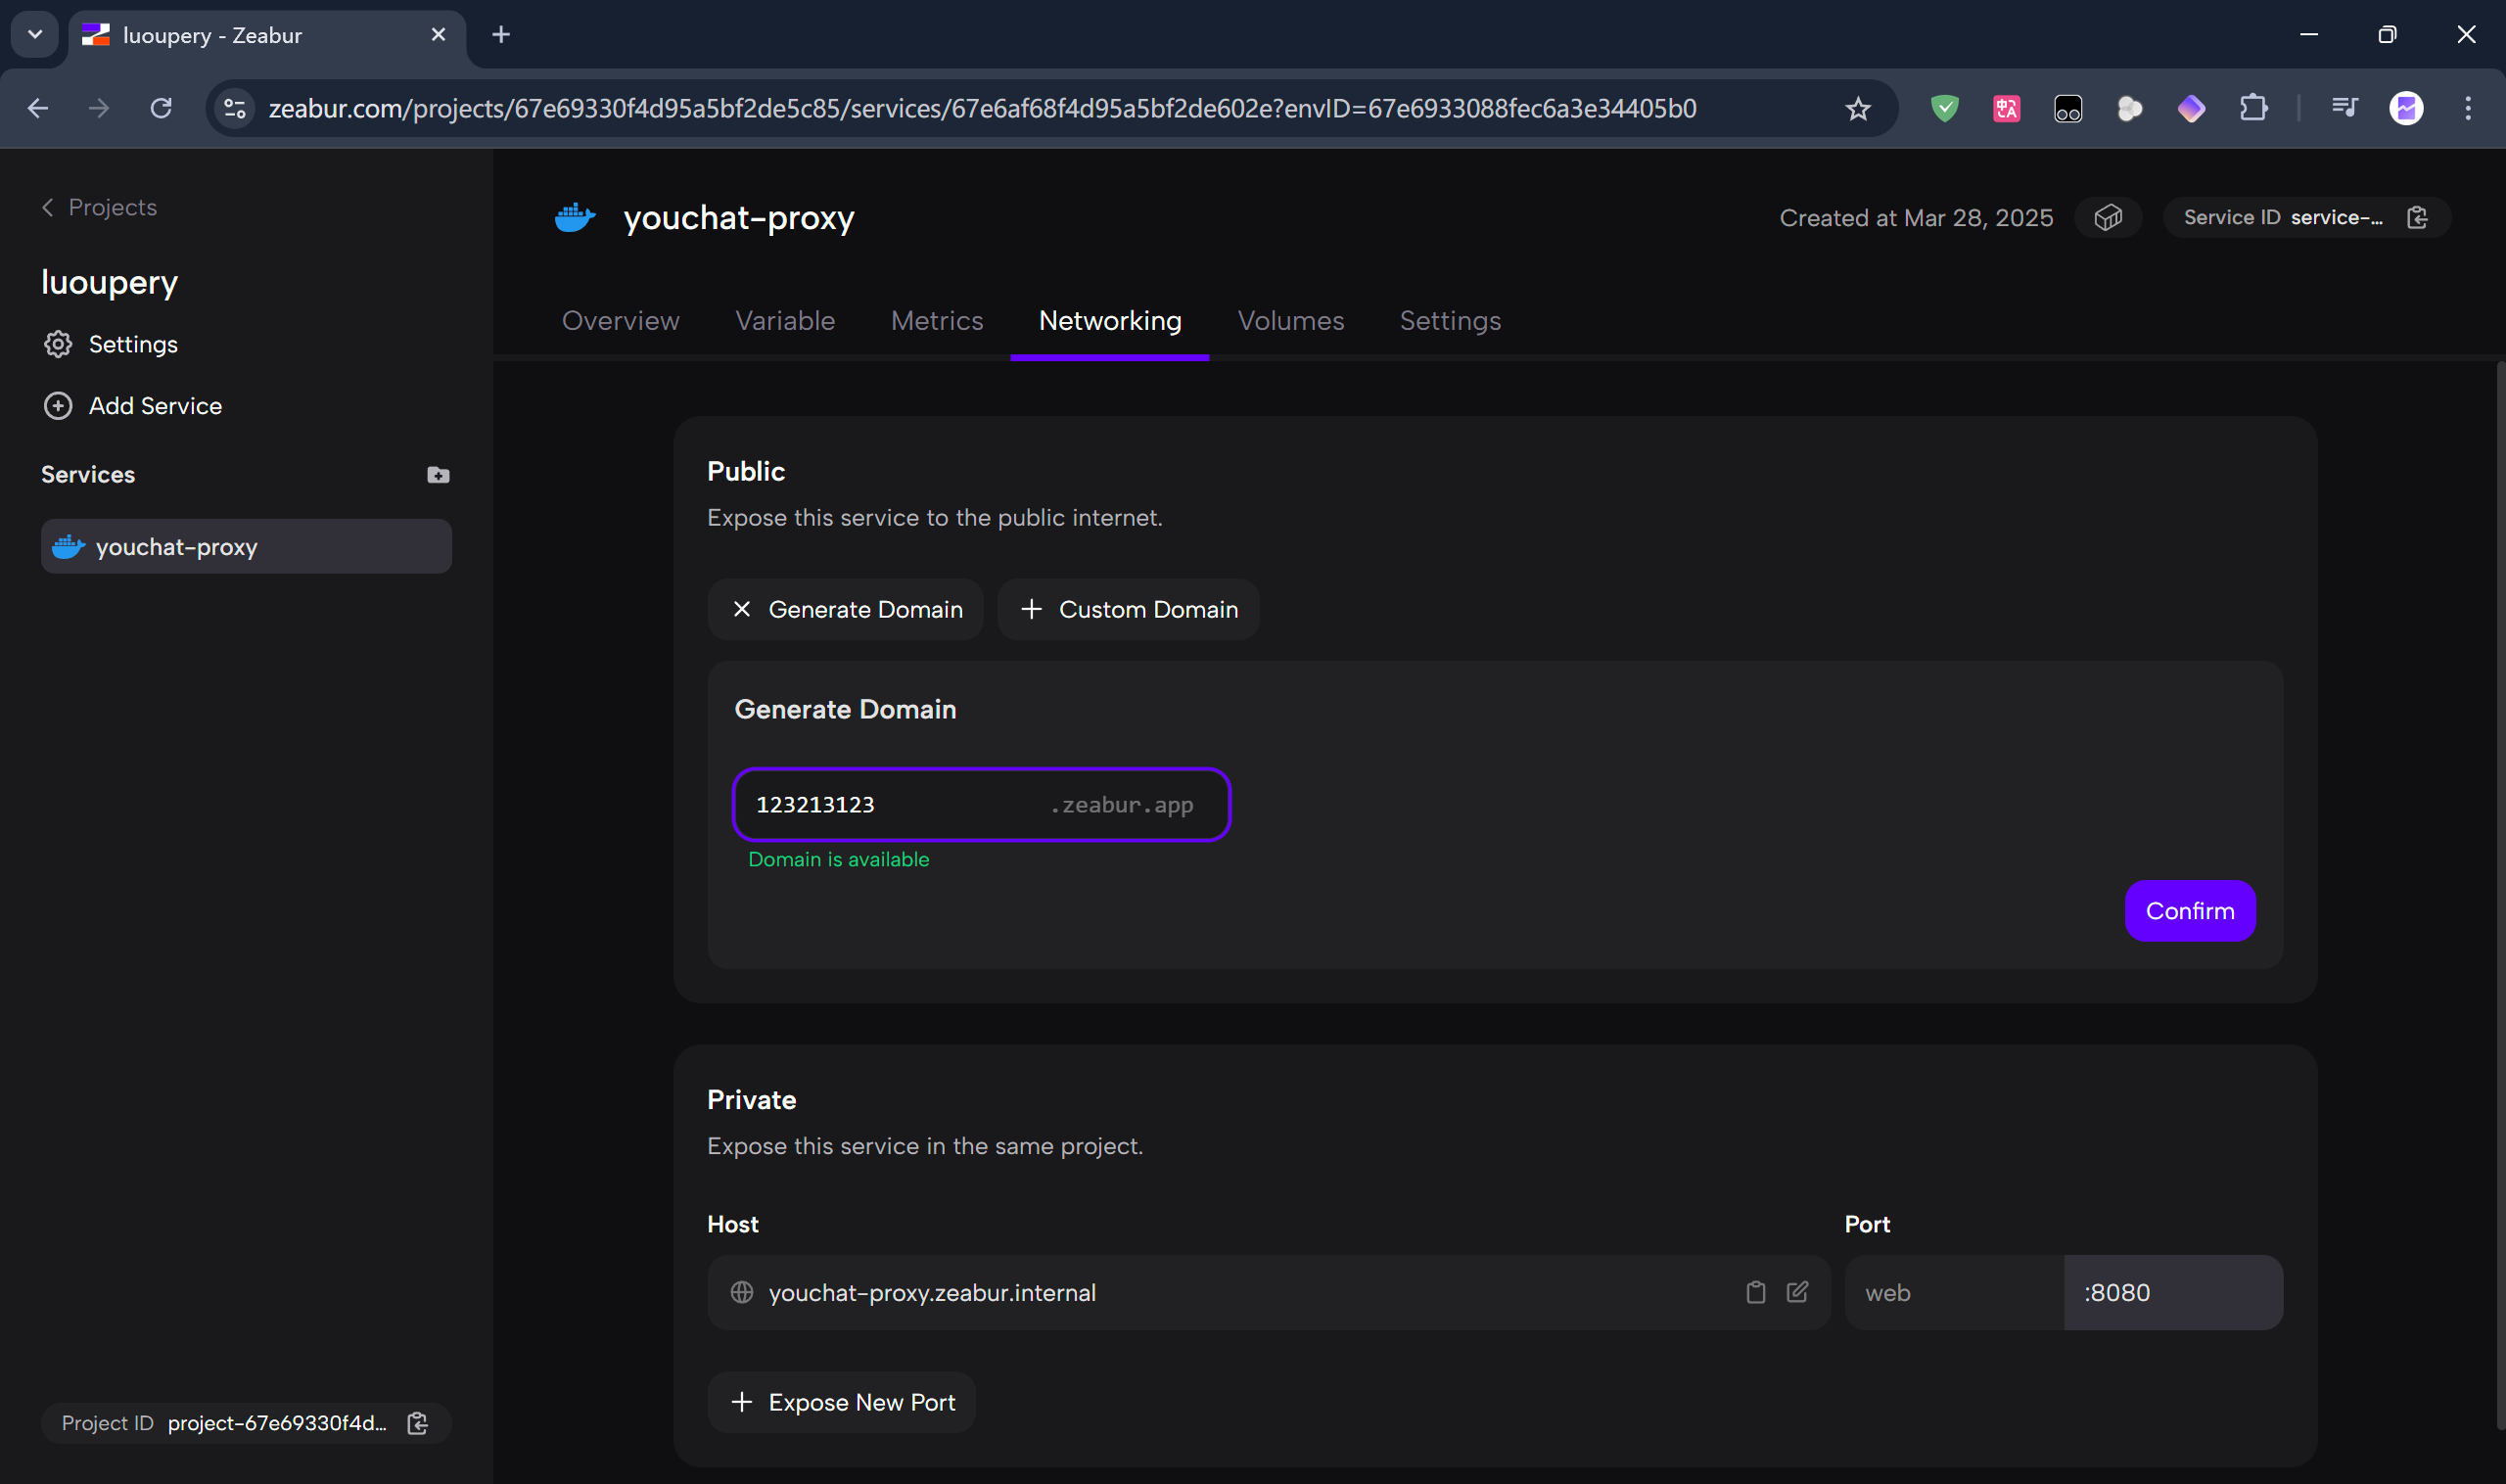 luoupery - Zeabur
zeabur.com/projects/67e69330f4d95a5bf2de5c85/services/67e6af68f4d95a5bf2de602e?envID=67e6933088fec6a3e34405b0
中A
Projects
luoupery
Settings
Add Service
Services
youchat-proxy
Project ID project-67e69330f4d...
youchat-proxy
Created at Mar 28, 2025
Service ID service-...
Overview Variable Metrics Networking Volumes Settings
Public
Expose this service to the public internet.
Generate Domain
Custom Domain
Generate Domain
123213123 .zeabur.app
Domain is available
Confirm
Private
Expose this service in the same project.
Host
Port
youchat-proxy.zeabur.internal
web :8080
Expose New Port